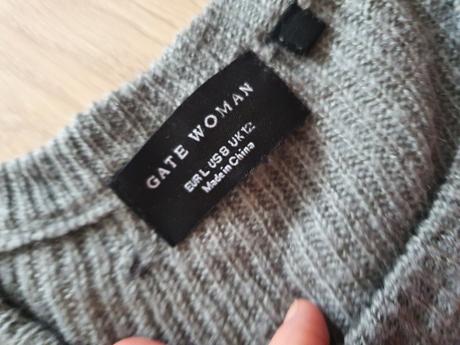 GATE WOMAN
EUR L US 8 UK 12
Made in China